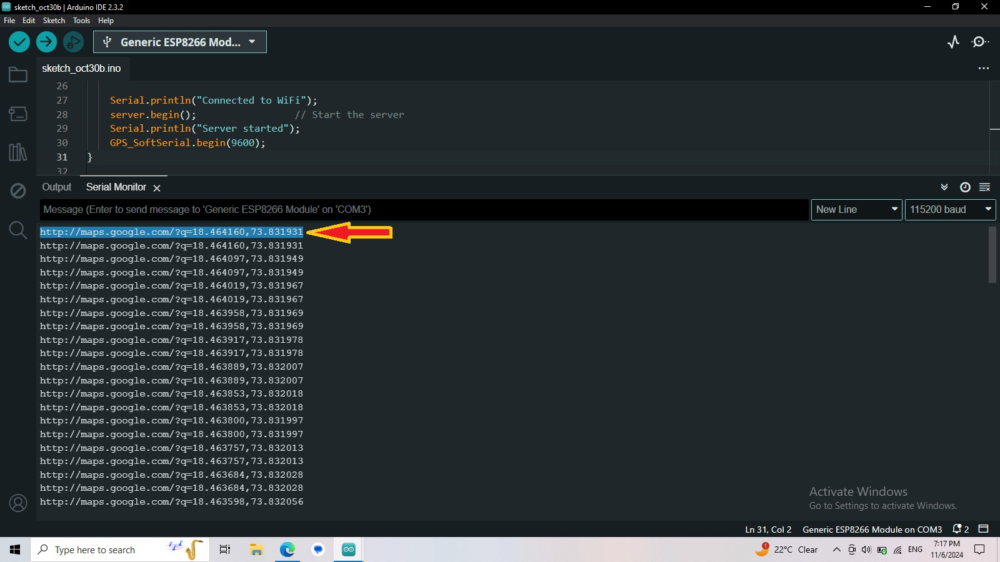 sketch_oct30b | Arduino IDE 2.3.2
File Edit Sketch Tools Help
Generic ESP8266 Mod...
sketch_oct30b.ino
26
27 Serial.println("Connected to WiFi");
28 server.begin(); // Start the server
29 Serial.println("Server started");
30 GPS_SoftSerial.begin(9600);
31 }
32
Output Serial Monitor
Message (Enter to send message to 'Generic ESP8266 Module' on 'COM3') New Line 115200 baud
http://maps.google.com/?q=18.464160,73.831931
http://maps.google.com/?q=18.464160,73.831931
http://maps.google.com/?q=18.464097,73.831949
http://maps.google.com/?q=18.464097,73.831949
http://maps.google.com/?q=18.464019,73.831967
http://maps.google.com/?q=18.464019,73.831967
http://maps.google.com/?q=18.463958,73.831969
http://maps.google.com/?q=18.463958,73.831969
http://maps.google.com/?q=18.463917,73.831978
http://maps.google.com/?q=18.463917,73.831978
http://maps.google.com/?q=18.463889,73.832007
http://maps.google.com/?q=18.463889,73.832007
http://maps.google.com/?q=18.463853,73.832018
http://maps.google.com/?q=18.463853,73.832018
http://maps.google.com/?q=18.463800,73.831997
http://maps.google.com/?q=18.463800,73.831997
http://maps.google.com/?q=18.463757,73.832013
http://maps.google.com/?q=18.463757,73.832013
http://maps.google.com/?q=18.463684,73.832028
http://maps.google.com/?q=18.463684,73.832028
http://maps.google.com/?q=18.463598,73.832056
Activate Windows
Go to Settings to activate Windows.
Ln 31, Col 2 Generic ESP8266 Module on COM3 2
Type here to search 1 22°C Clear ENG 7:17 PM
11/6/2024